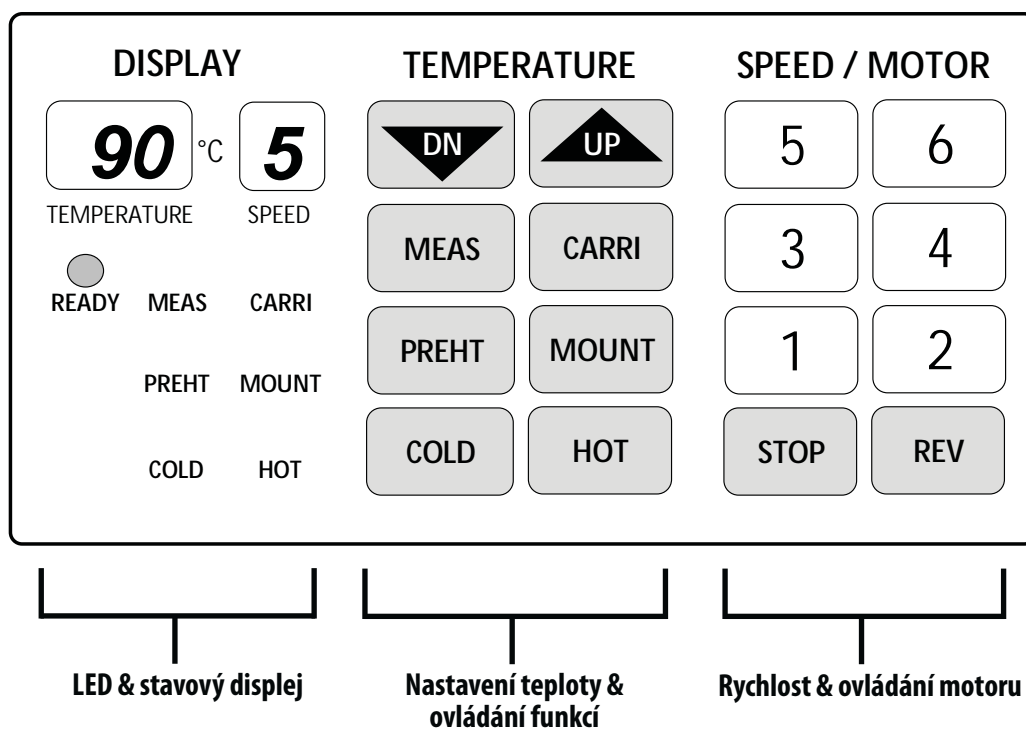 DISPLAY
90 °C 5
TEMPERATURE SPEED
READY MEAS CARRI
PREHT MOUNT
COLD HOT
TEMPERATURE
DN UP
MEAS CARRI
PREHT MOUNT
COLD HOT
SPEED / MOTOR
5 6
3 4
1 2
STOP REV
LED & stavový displej
Nastavení teploty &
ovládání funkcí
Rychlost & ovládání motoru